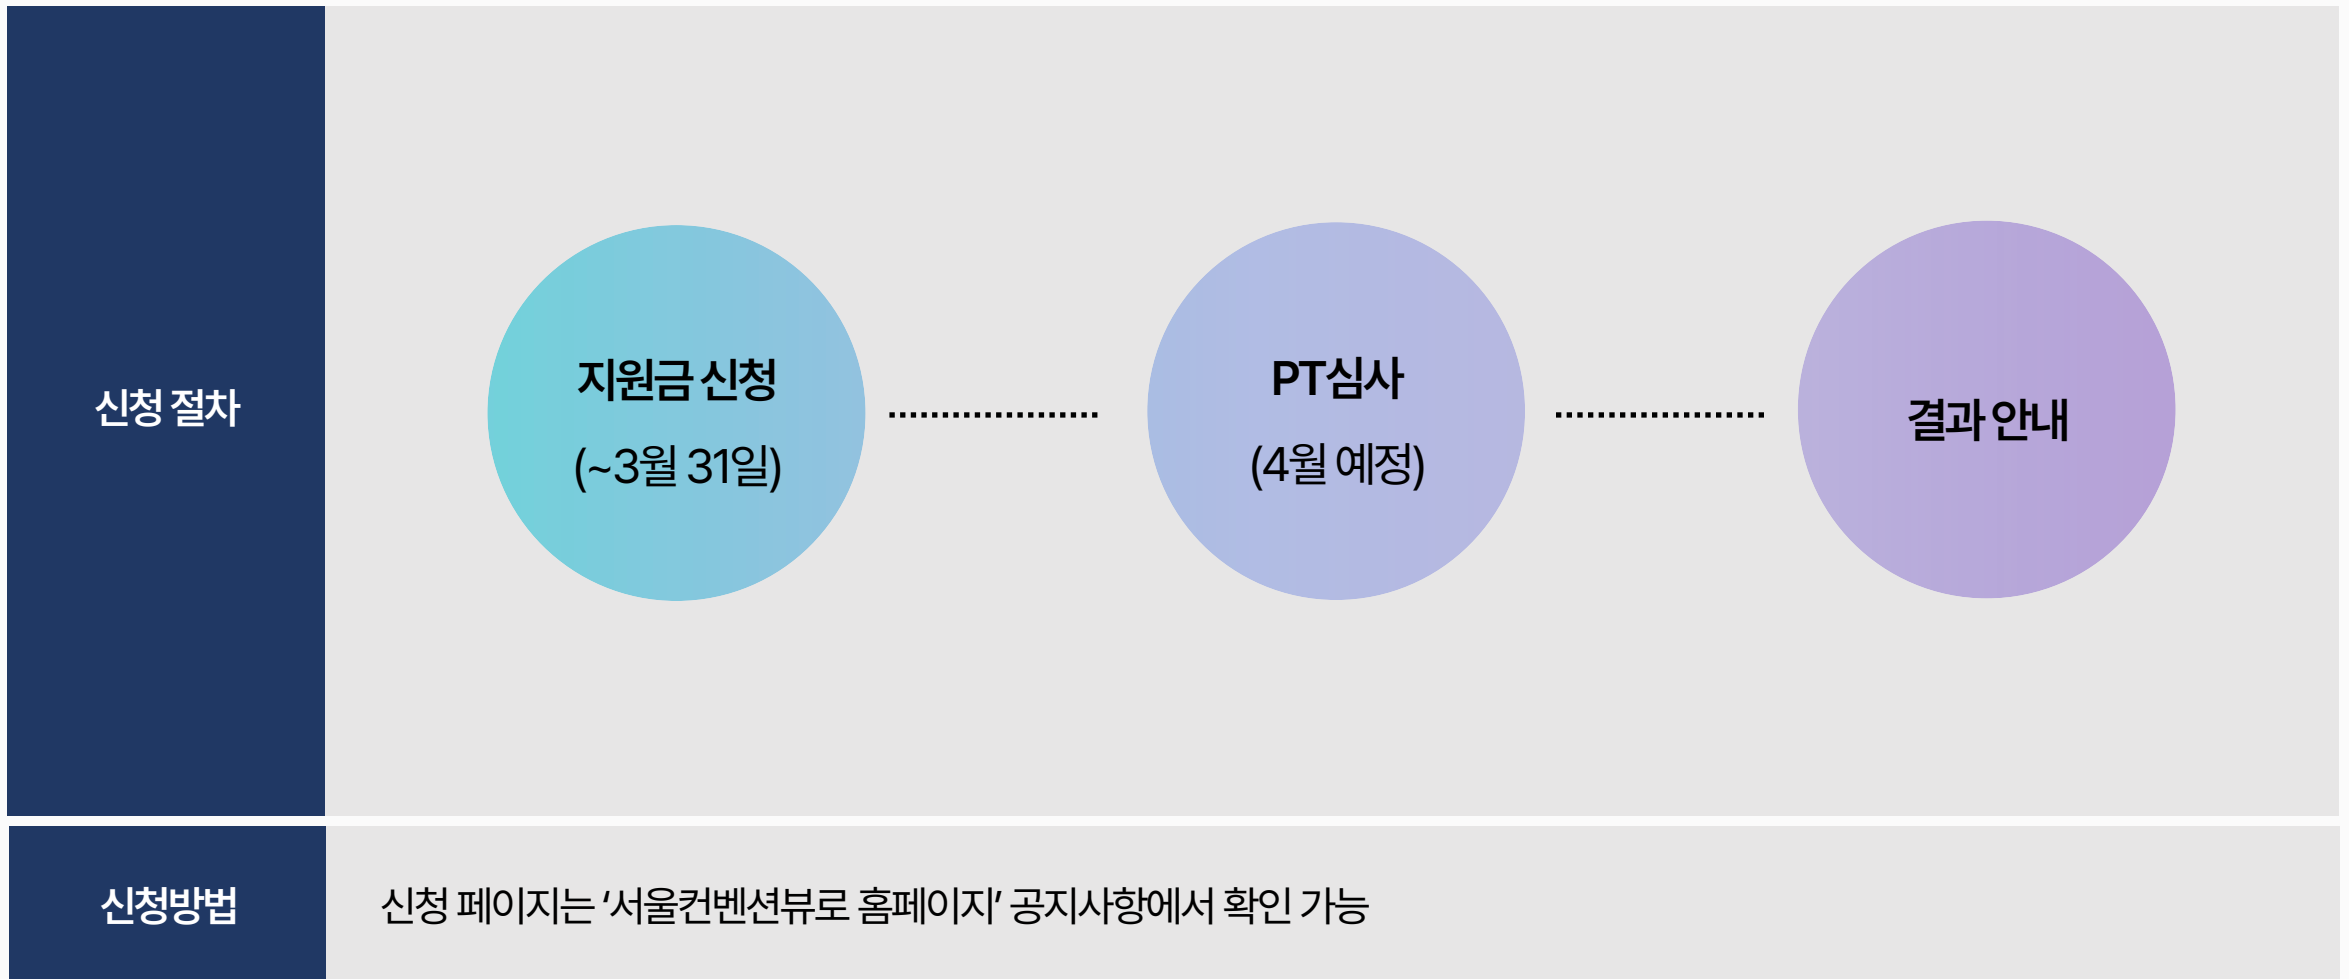 신청 절차
지원금 신청
(~3월 31일)
PT심사
(4월 예정)
결과 안내
신청방법
신청 페이지는 ‘서울컨벤션뷰로 홈페이지’ 공지사항에서 확인 가능